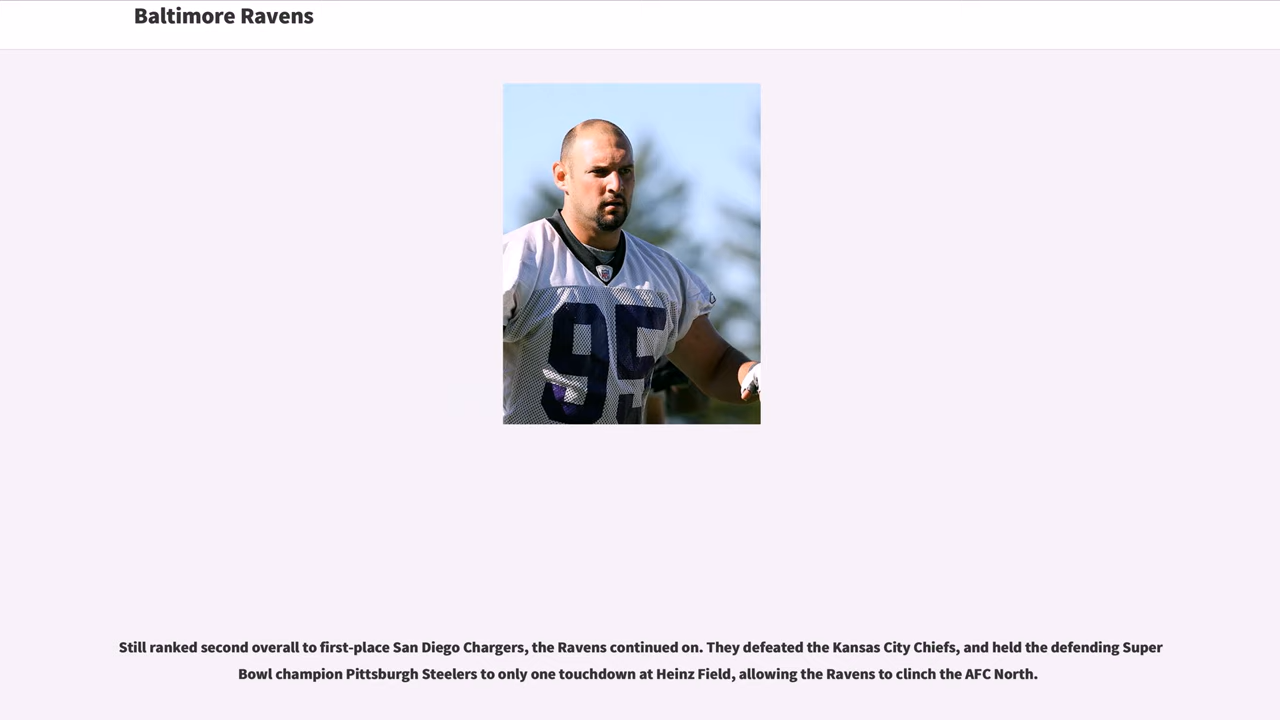 Baltimore Ravens
95
Still ranked second overall to first-place San Diego Chargers, the Ravens continued on. They defeated the Kansas City Chiefs, and held the defending Super
Bowl champion Pittsburgh Steelers to only one touchdown at Heinz Field, allowing the Ravens to clinch the AFC North.